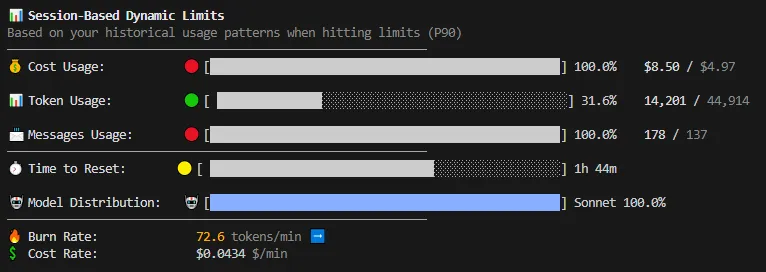 📊 Session-Based Dynamic Limits
Based on your historical usage patterns when hitting limits (P90)
💰 Cost Usage: 🔴 [] 100.0% $8.50 / $4.97
📊 Token Usage: 🟢 [] 31.6% 14,201 / 44,914
📨 Messages Usage: 🔴 [] 100.0% 178 / 137
⏱️ Time to Reset: 🟡 [] 1h 44m
🤖 Model Distribution: 🤖 [] Sonnet 100.0%
🔥 Burn Rate: 72.6 tokens/min ➡️
💲 Cost Rate: $0.0434 $/min